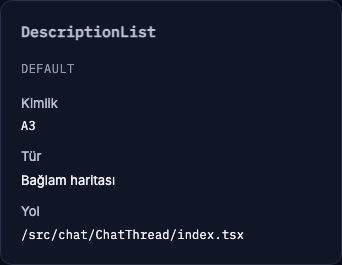 DescriptionList
DEFAULT
Kimlik
A3
Tür
Bağlam haritası
Yol
/src/chat/ChatThread/index.tsx